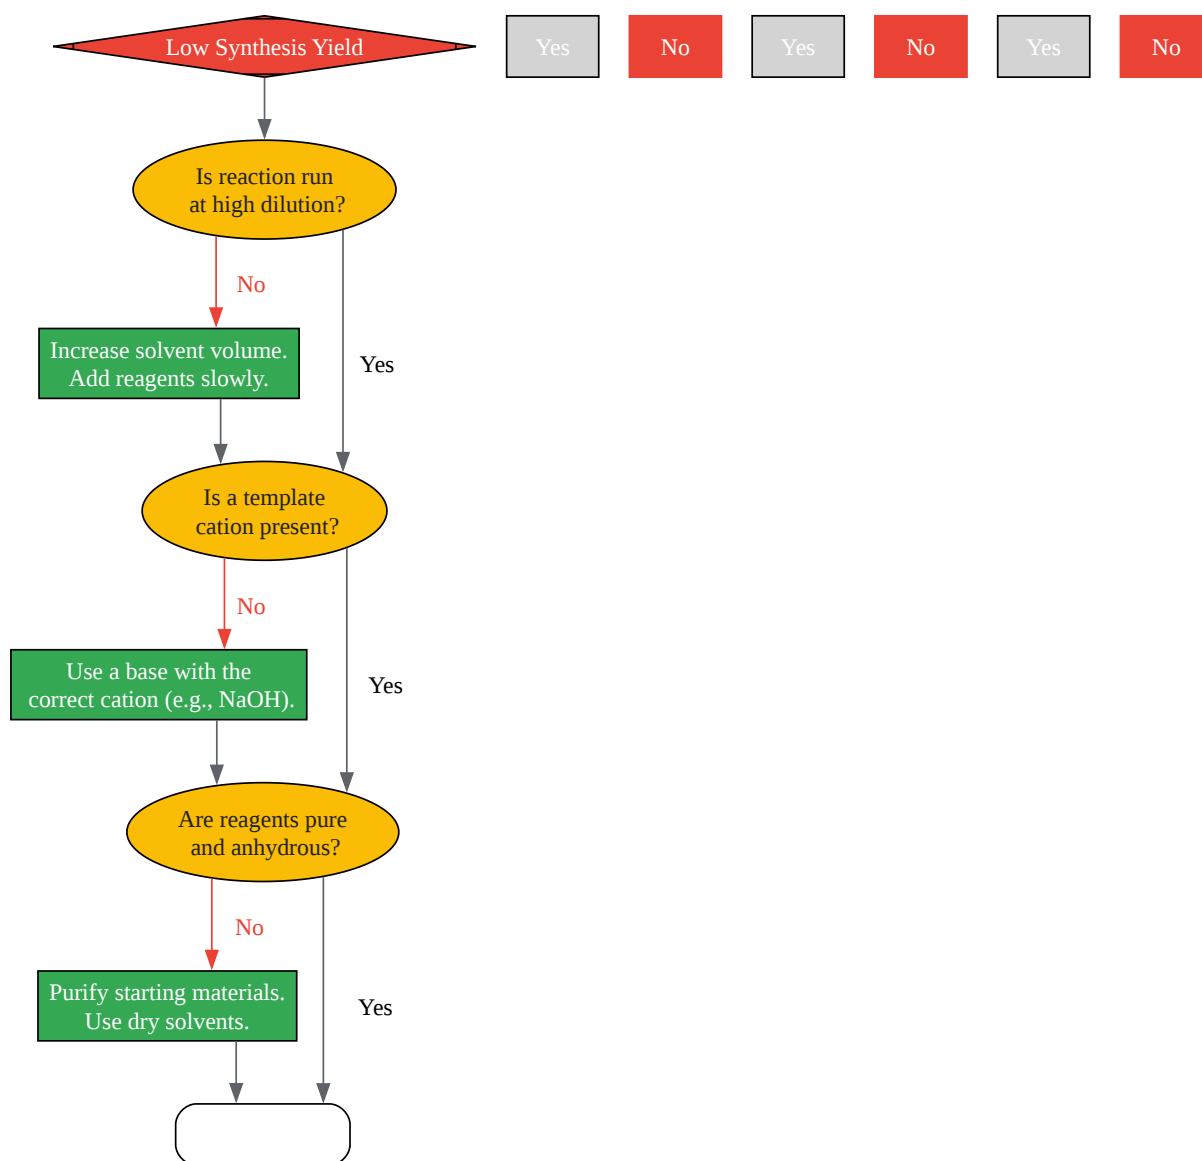 Low Synthesis Yield
Yes
No
Yes
No
Yes
No
Is reaction run
at high dilution?
No
Increase solvent volume.
Add reagents slowly.
Yes
Is a template
cation present?
No
Use a base with the
correct cation (e.g., NaOH).
Yes
Are reagents pure
and anhydrous?
No
Purify starting materials.
Use dry solvents.
Yes